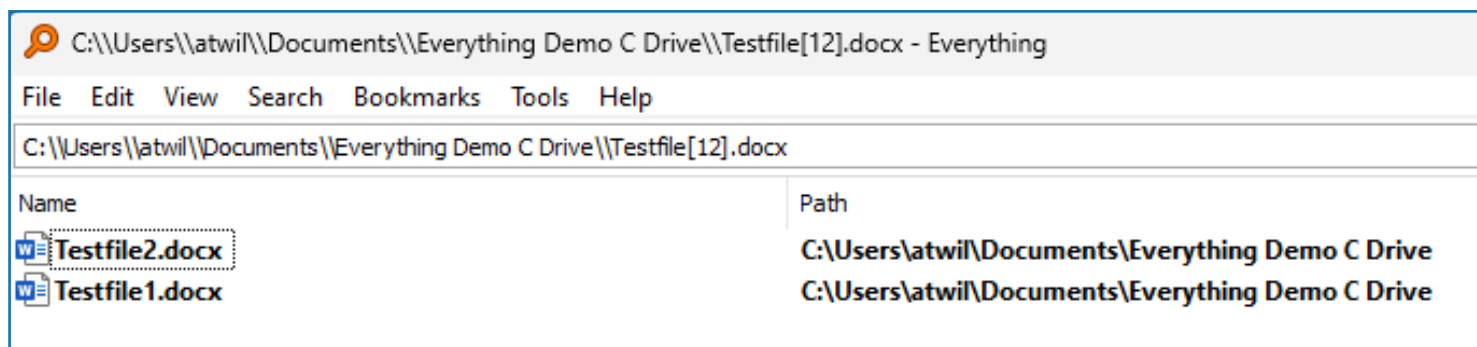 C:\\Users\\atwil\\Documents\\Everything Demo C Drive\\Testfile[12].docx - Everything
File Edit View Search Bookmarks Tools Help
C:\\Users\\atwil\\Documents\\Everything Demo C Drive\\Testfile[12].docx
Name Path
Testfile2.docx C:\Users\atwil\Documents\Everything Demo C Drive
Testfile1.docx C:\Users\atwil\Documents\Everything Demo C Drive